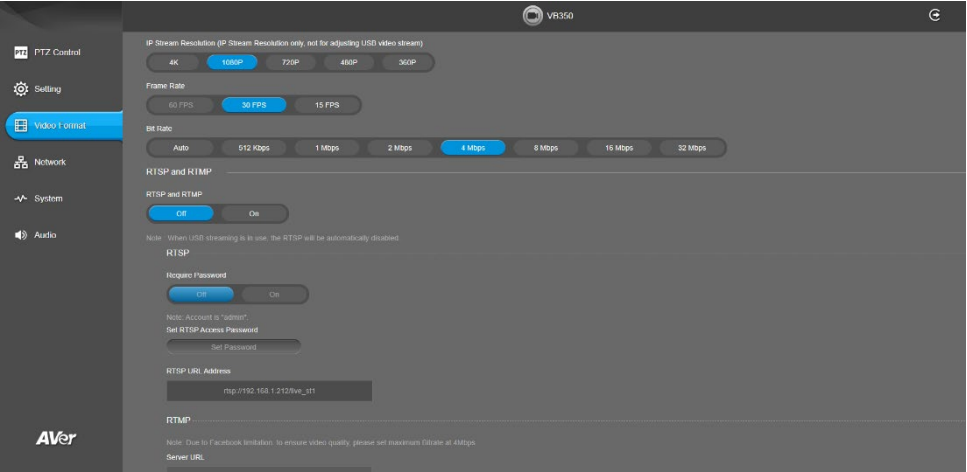 VB350
PTZ PTZ Control
Setting
Video Format
Network
System
Audio
AVer
IP Stream Resolution (IP Stream Resolution only, not for adjusting USB video stream)
4K 1080P 720P 480P 360P
Frame Rate
60 FPS 30 FPS 15 FPS
Bit Rate
Auto 512 Kbps 1 Mbps 2 Mbps 4 Mbps 8 Mbps 16 Mbps 32 Mbps
RTSP and RTMP
RTSP and RTMP
Off On
Note: When USB streaming is in use, the RTSP will be automatically disabled.
RTSP
Require Password
Off On
Note: Account is "admin".
Set RTSP Access Password
Set Password
RTSP URL Address
rtsp://192.168.1.212/live_st1
RTMP
Note: Due to Facebook limitation, to ensure video quality, please set maximum Bitrate at 4Mbps
Server URL